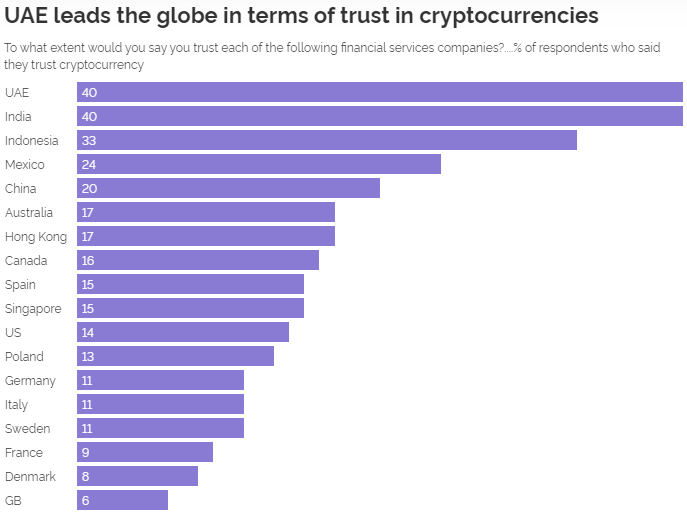 UAE leads the globe in terms of trust in cryptocurrencies
To what extent would you say you trust each of the following financial services companies?....% of respondents who said
they trust cryptocurrency
UAE 40
India 40
Indonesia 33
Mexico 24
China 20
Australia 17
Hong Kong 17
Canada 16
Spain 15
Singapore 15
US 14
Poland 13
Germany 11
Italy 11
Sweden 11
France 9
Denmark 8
GB 6